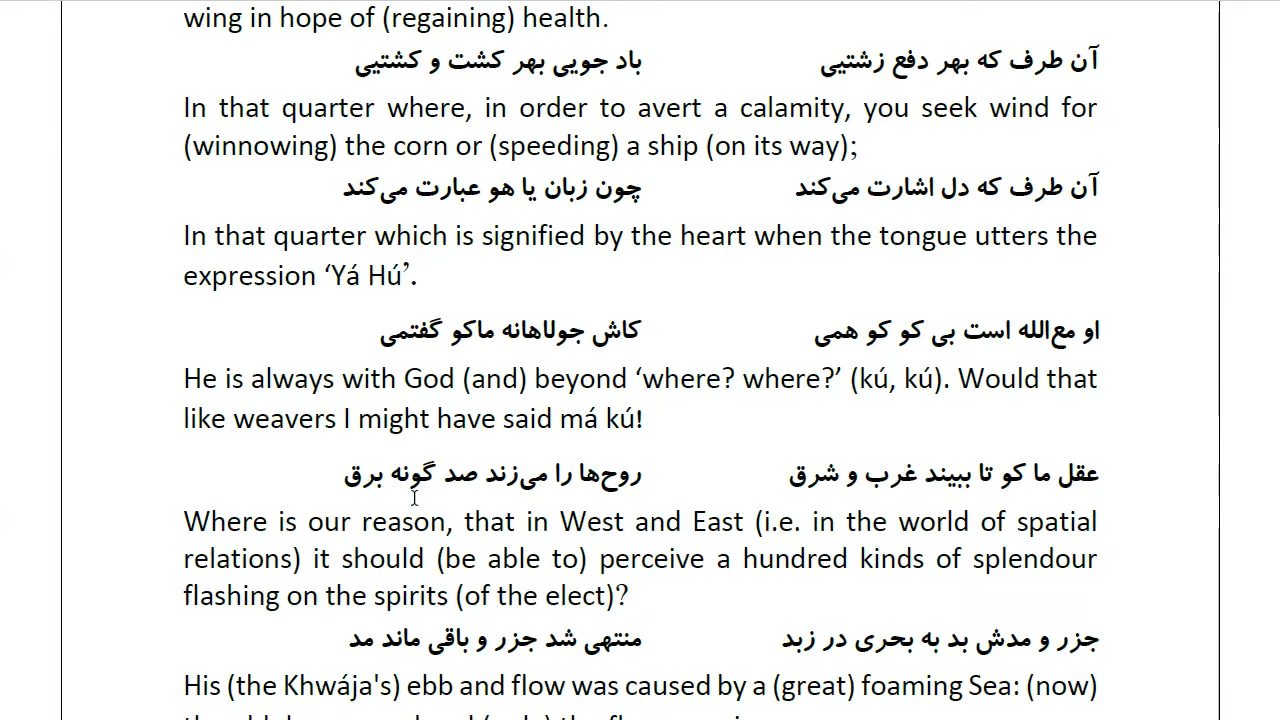 wing in hope of (regaining) health.
آن طرف که بهر دفع زشتیی باد جویی بهر کشت و کشتیی
In that quarter where, in order to avert a calamity, you seek wind for
(winnowing) the corn or (speeding) a ship (on its way);
آن طرف که دل اشارت می‌کند چون زبان یا هو عبارت می‌کند
In that quarter which is signified by the heart when the tongue utters the
expression ‘Yá Hú’.
او مع‌الله است بی کو کو همی کاش جولاهانه ماکو گفتمی
He is always with God (and) beyond ‘where? where?’ (kú, kú). Would that
like weavers I might have said má kú!
عقل ما کو تا ببیند غرب و شرق روح‌ها را می‌زند صد گونه برق
Where is our reason, that in West and East (i.e. in the world of spatial
relations) it should (be able to) perceive a hundred kinds of splendour
flashing on the spirits (of the elect)?
جزر و مدش بد به بحری در زبد منتهی شد جزر و باقی ماند مد
His (the Khwája's) ebb and flow was caused by a (great) foaming Sea: (now)